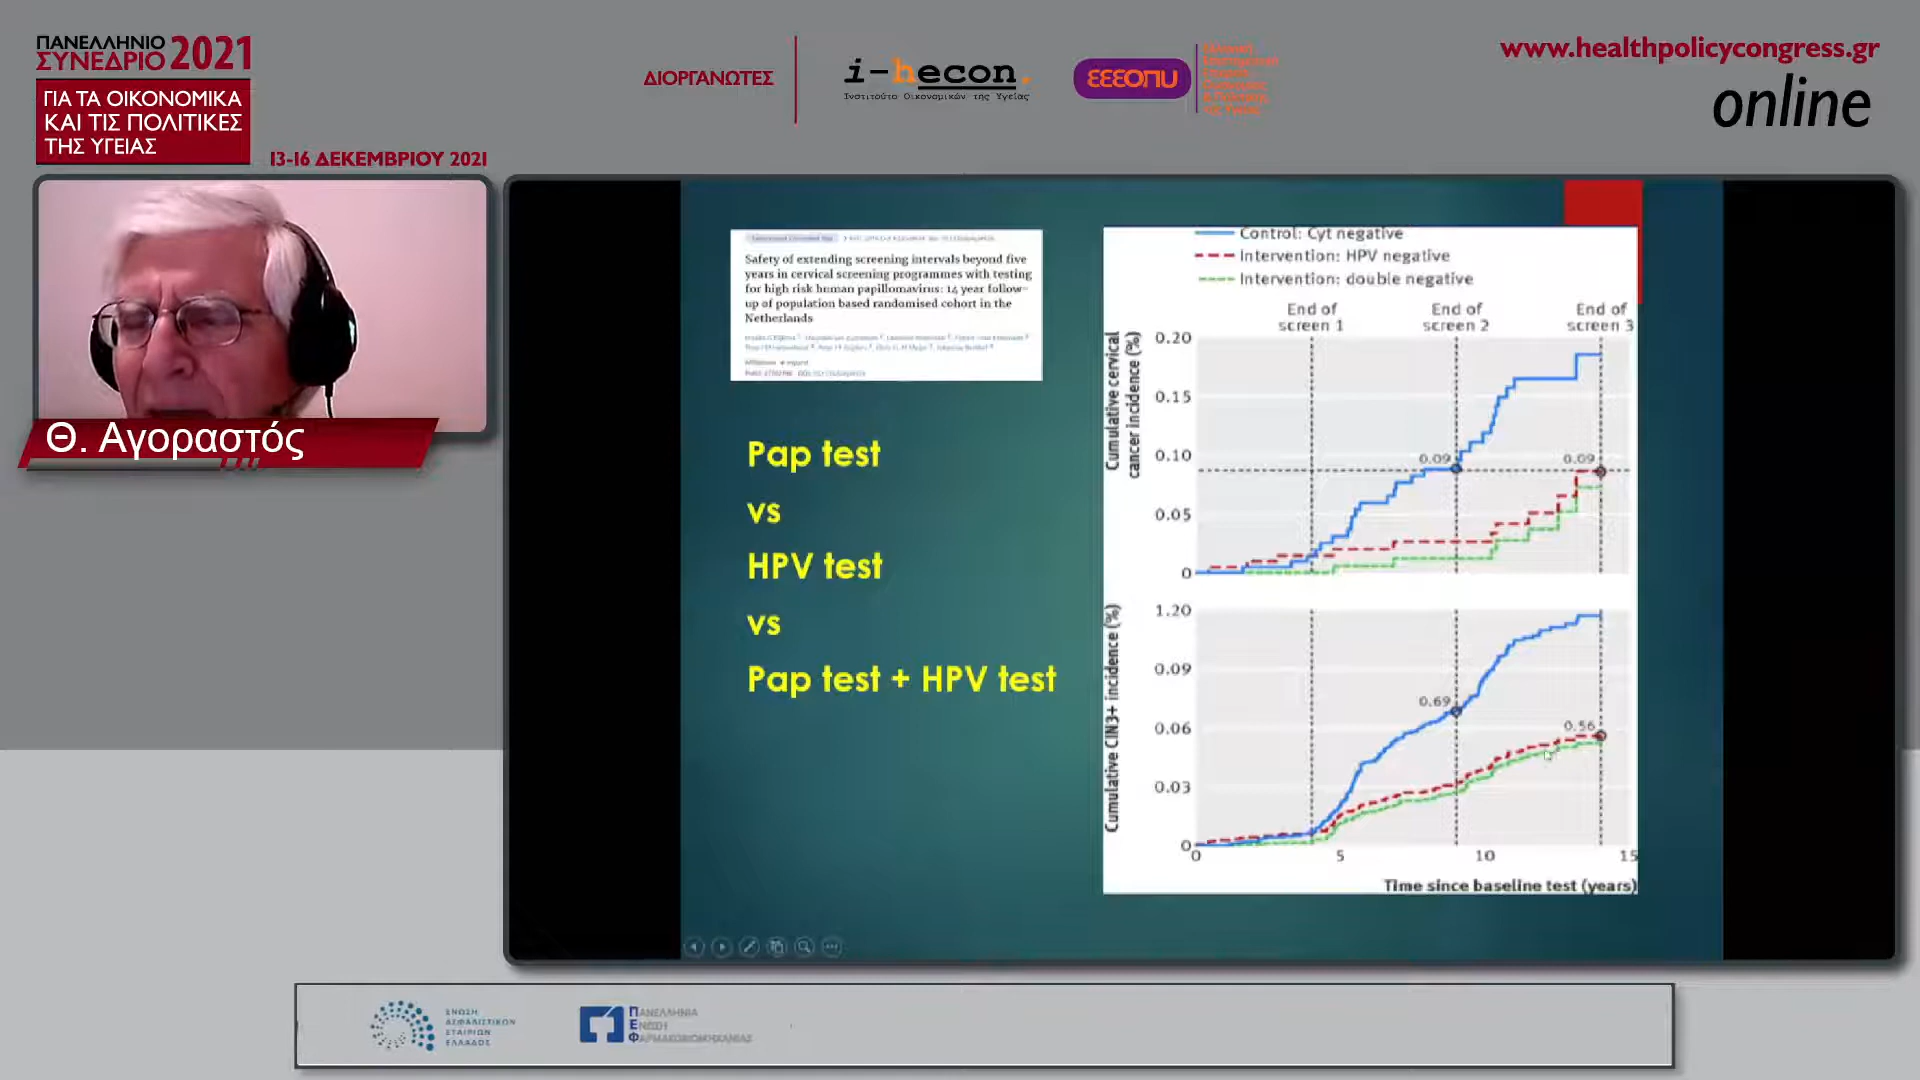 ΠΑΝΕΛΛΗΝΙΟ
ΣΥΝΕΔΡΙΟ 2021
ΓΙΑ ΤΑ ΟΙΚΟΝΟΜΙΚΑ
ΚΑΙ ΤΙΣ ΠΟΛΙΤΙΚΕΣ
ΤΗΣ ΥΓΕΙΑΣ
13-16 ΔΕΚΕΜΒΡΙΟΥ 2021
ΔΙΟΡΓΑΝΩΤΕΣ
i-hecon.
Ινστιτούτο Οικονομικών της Υγείας
ΕΕΕΟΠΥ
www.healthpolicycongress.gr
online
Θ. Αγοραστός
Safety of extending screening intervals beyond five
years in cervical screening programmes with testing
for high risk human papillomavirus: 14 year follow-
up of population based randomised cohort in the
Netherlands
Pap test
vs
HPV test
vs
Pap test + HPV test
Control: Cyt negative
Intervention: HPV negative
Intervention: double negative
End of screen 1
End of screen 2
End of screen 3
Cumulative cervical
cancer incidence (%)
0.20
0.15
0.10
0.05
0
0.09
0.09
Cumulative CIN3+ incidence (%)
1.20
0.09
0.06
0.03
0
0.69
0.56
0
5
10
15
Time since baseline test (years)
ΕΝΩΣΗ
ΑΣΦΑΛΙΣΤΙΚΩΝ
ΕΤΑΙΡΙΩΝ
ΕΛΛΑΔΟΣ
ΠΑΝΕΛΛΗΝΙΑ
ΕΝΩΣΗ
ΦΑΡΜΑΚΟΒΙΟΜΗΧΑΝΙΑΣ